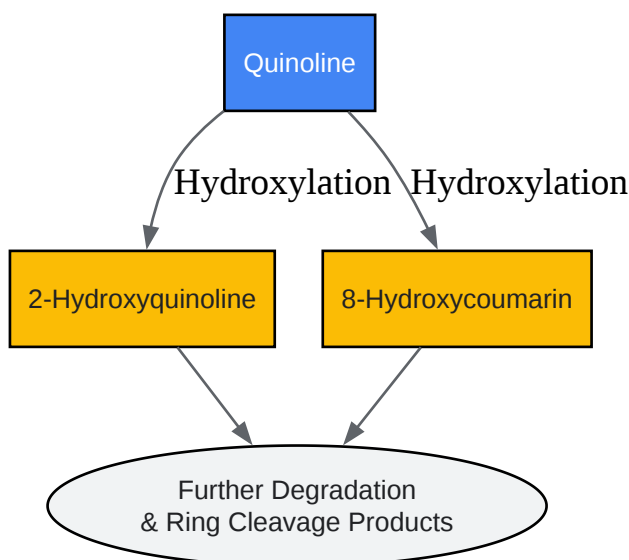 Quinoline
Hydroxylation
Hydroxylation
2-Hydroxyquinoline
8-Hydroxycoumarin
Further Degradation
& Ring Cleavage Products